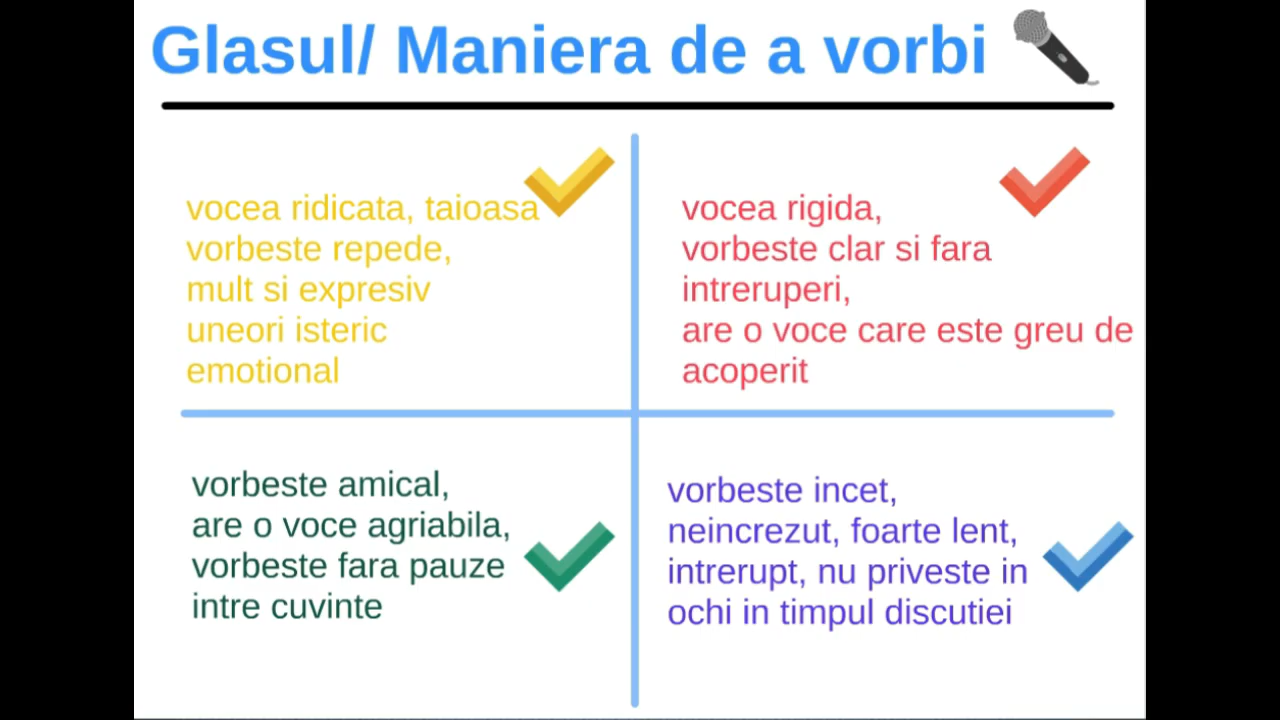 Glasul/ Maniera de a vorbi
vocea ridicata, taioasa
vorbeste repede,
mult si expresiv
uneori isteric
emotional
vocea rigida,
vorbeste clar si fara
intreruperi,
are o voce care este greu de
acoperit
vorbeste amical,
are o voce agriabila,
vorbeste fara pauze
intre cuvinte
vorbeste incet,
neincrezut, foarte lent,
intrerupt, nu priveste in
ochi in timpul discutiei